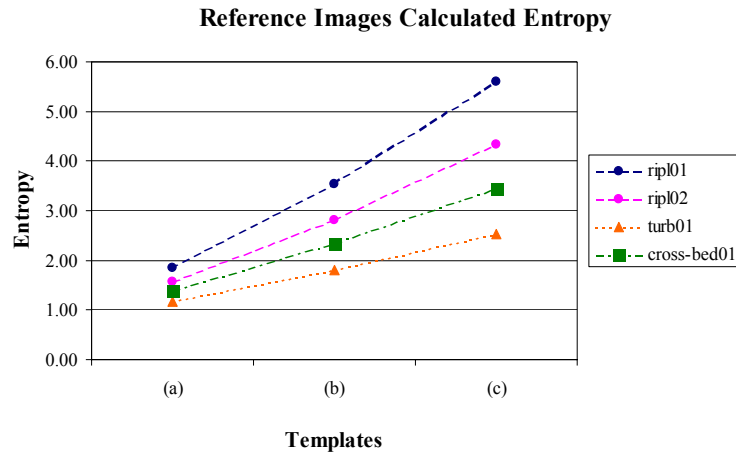 Reference Images Calculated Entropy
6.00
5.00
4.00
3.00
2.00
1.00
0.00
Entropy
(a)
(b)
(c)
Templates
ripl01
ripl02
turb01
cross-bed01